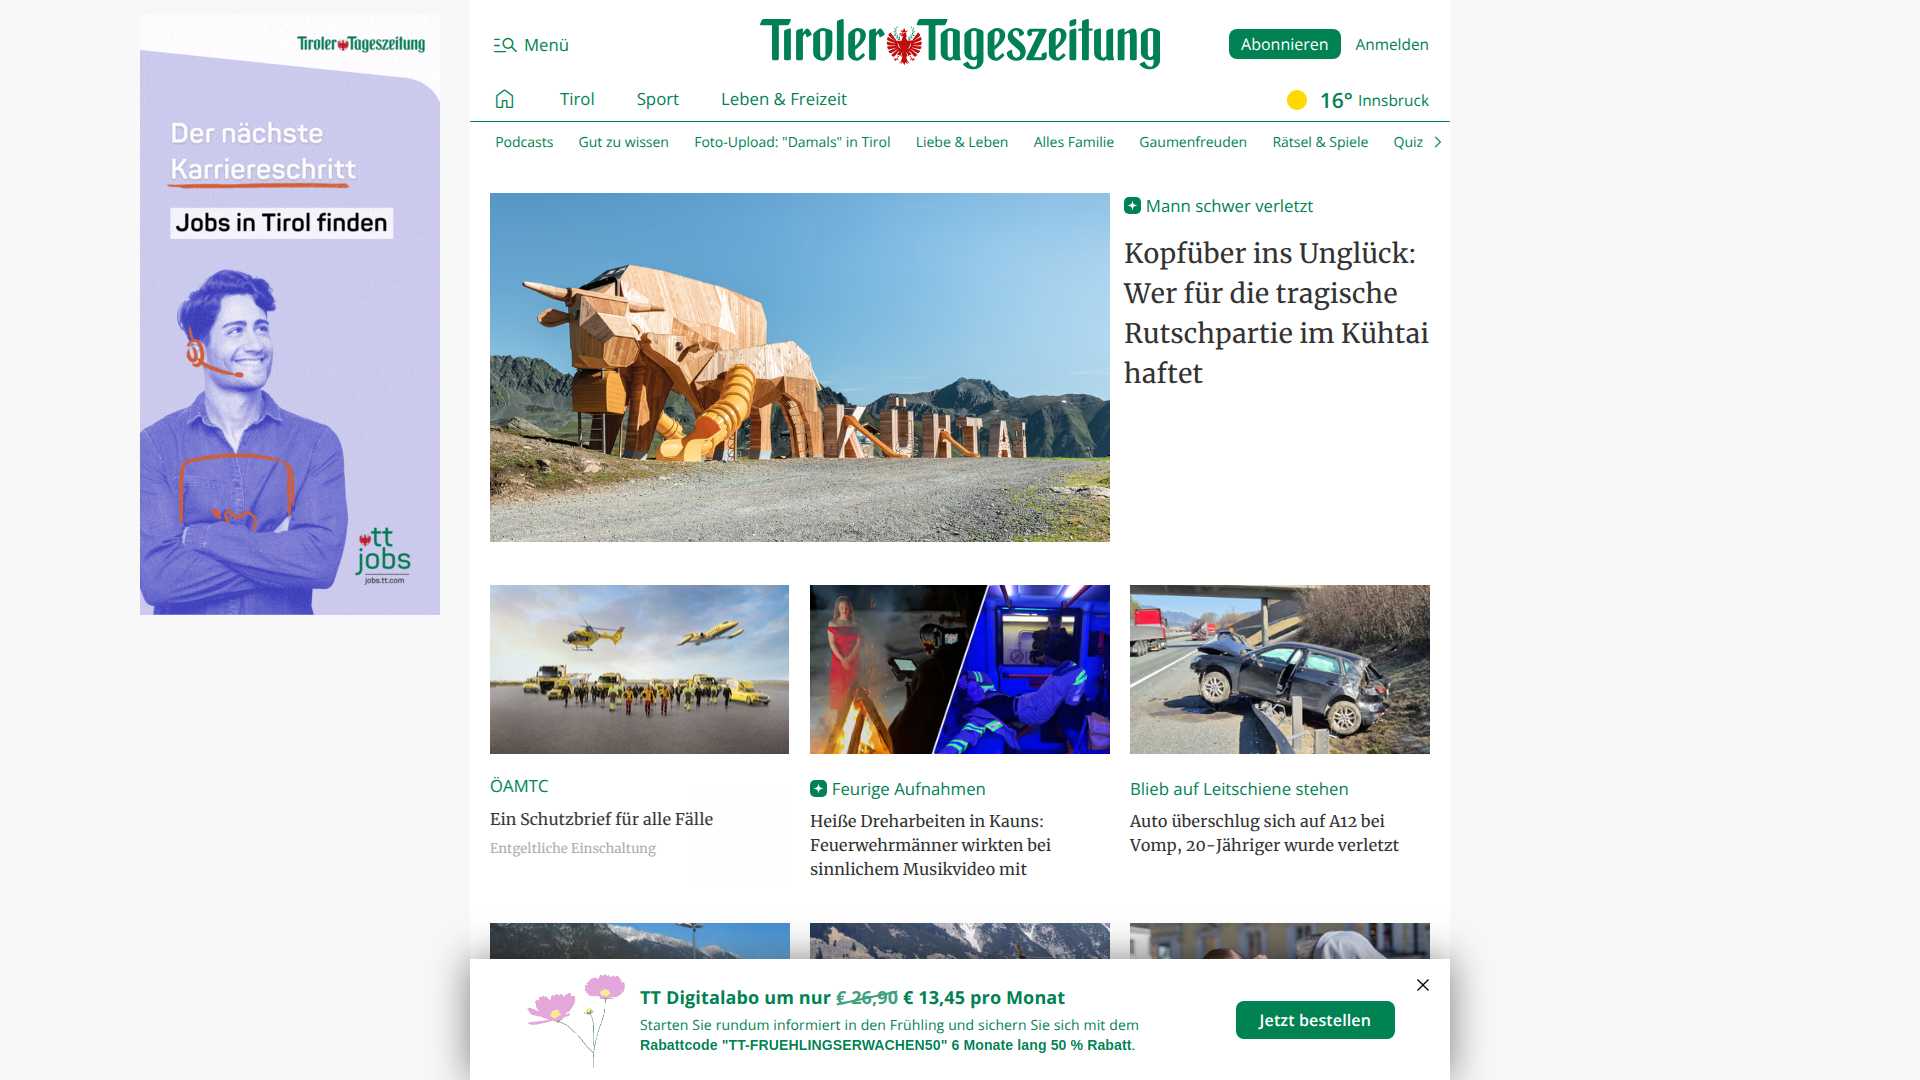 Tiroler Tageszeitung
Der nächste
Karriereschritt
Jobs in Tirol finden
tt
jobs
jobs.tt.com
Menü
Tiroler Tageszeitung
Abonnieren
Anmelden
Tirol
Sport
Leben & Freizeit
16° Innsbruck
Podcasts
Gut zu wissen
Foto-Upload: "Damals" in Tirol
Liebe & Leben
Alles Familie
Gaumenfreuden
Rätsel & Spiele
Quiz
KÜHTAI
Mann schwer verletzt
Kopfüber ins Unglück:
Wer für die tragische
Rutschpartie im Kühtai
haftet
ÖAMTC
Ein Schutzbrief für alle Fälle
Entgeltliche Einschaltung
Feurige Aufnahmen
Heiße Dreharbeiten in Kauns:
Feuerwehrmänner wirkten bei
sinnlichem Musikvideo mit
Blieb auf Leitschiene stehen
Auto überschlug sich auf A12 bei
Vomp, 20-Jähriger wurde verletzt
TT Digitalabo um nur € 26,90 € 13,45 pro Monat
Starten Sie rundum informiert in den Frühling und sichern Sie sich mit dem
Rabattcode "TT-FRUEHLINGSERWACHEN50" 6 Monate lang 50 % Rabatt.
Jetzt bestellen